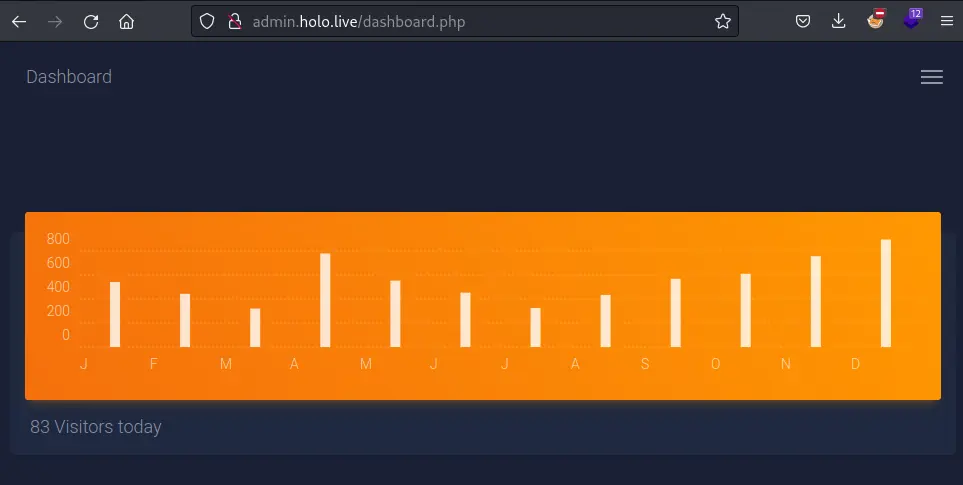 admin.holo.live/dashboard.php
12
Dashboard
800
600
400
200
0
J F M A M J J A S O N D
83 Visitors today